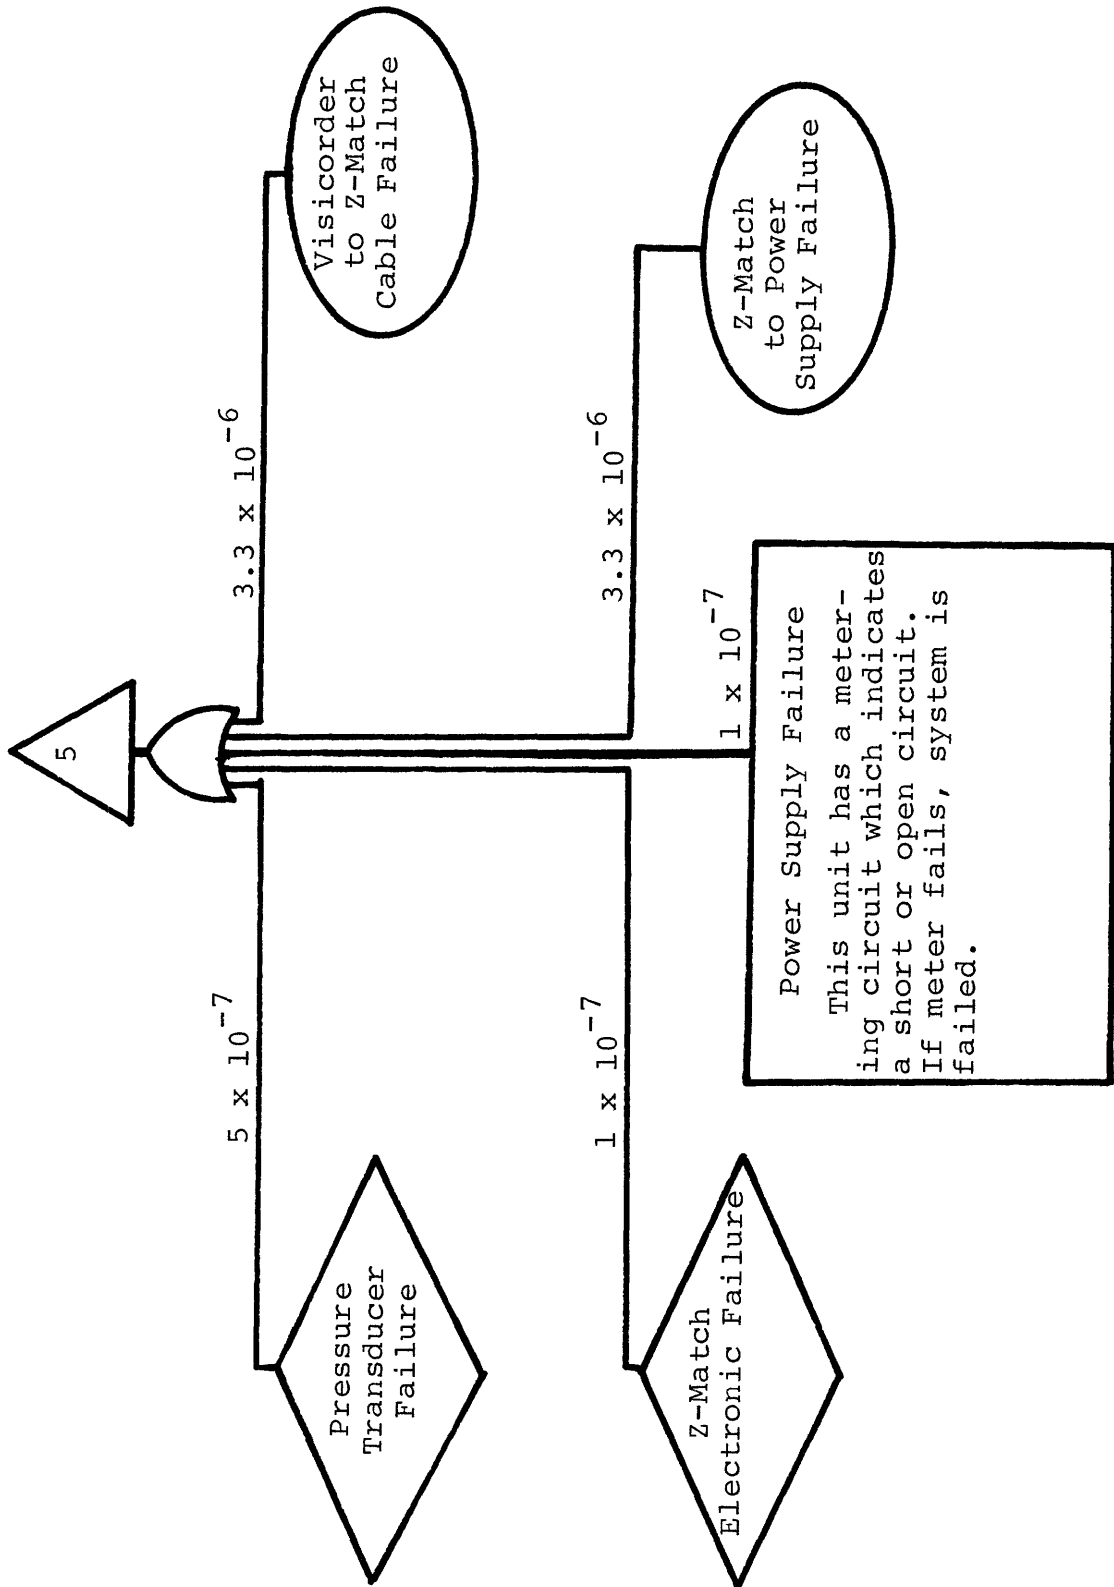 5
5 x 10⁻⁷
3.3 x 10⁻⁶
Pressure
Transducer
Failure
Visicorder
to Z-Match
Cable Failure
1 x 10⁻⁷
3.3 x 10⁻⁶
1 x 10⁻⁷
Z-Match
Electronic Failure
Z-Match
to Power
Supply Failure
Power Supply Failure
This unit has a meter-
ing circuit which indicates
a short or open circuit.
If meter fails, system is
failed.